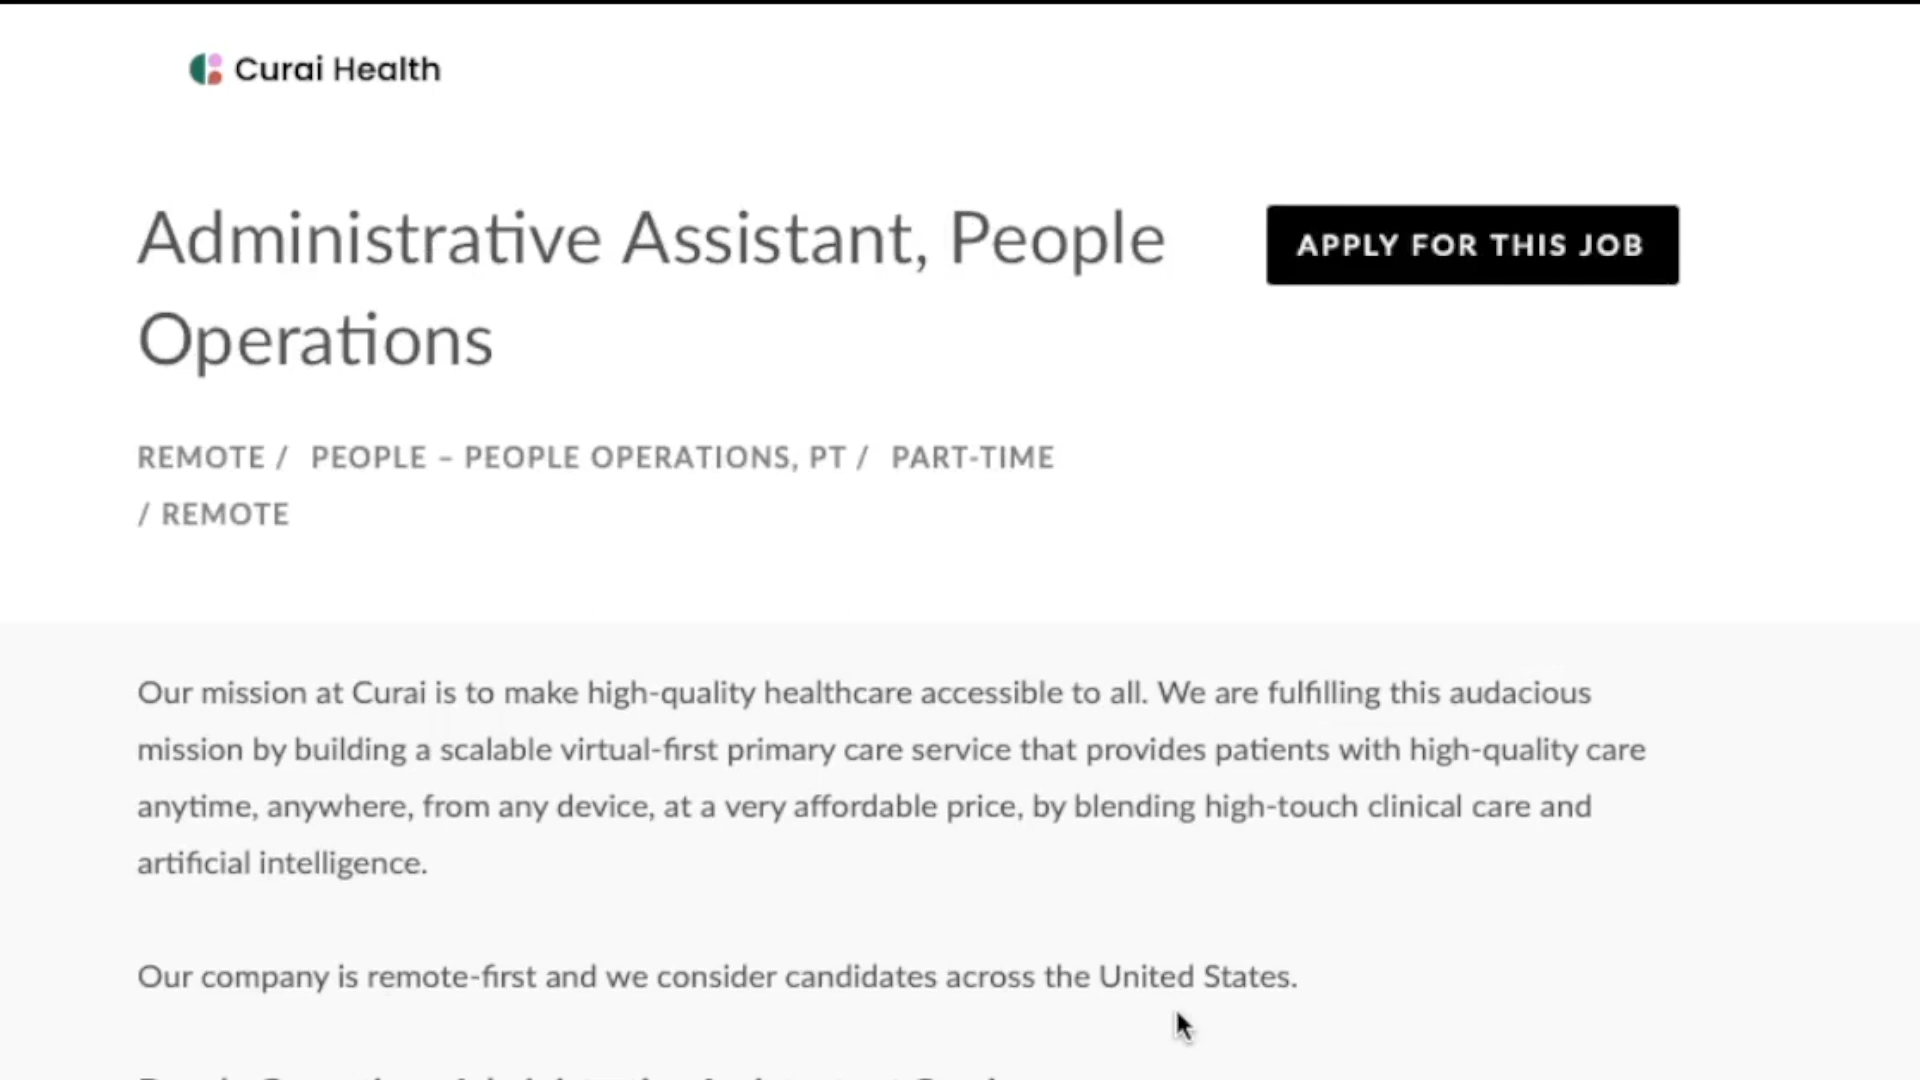 Curai Health
Administrative Assistant, People
Operations
APPLY FOR THIS JOB
REMOTE / PEOPLE – PEOPLE OPERATIONS, PT / PART-TIME
/ REMOTE
Our mission at Curai is to make high-quality healthcare accessible to all. We are fulfilling this audacious
mission by building a scalable virtual-first primary care service that provides patients with high-quality care
anytime, anywhere, from any device, at a very affordable price, by blending high-touch clinical care and
artificial intelligence.
Our company is remote-first and we consider candidates across the United States.